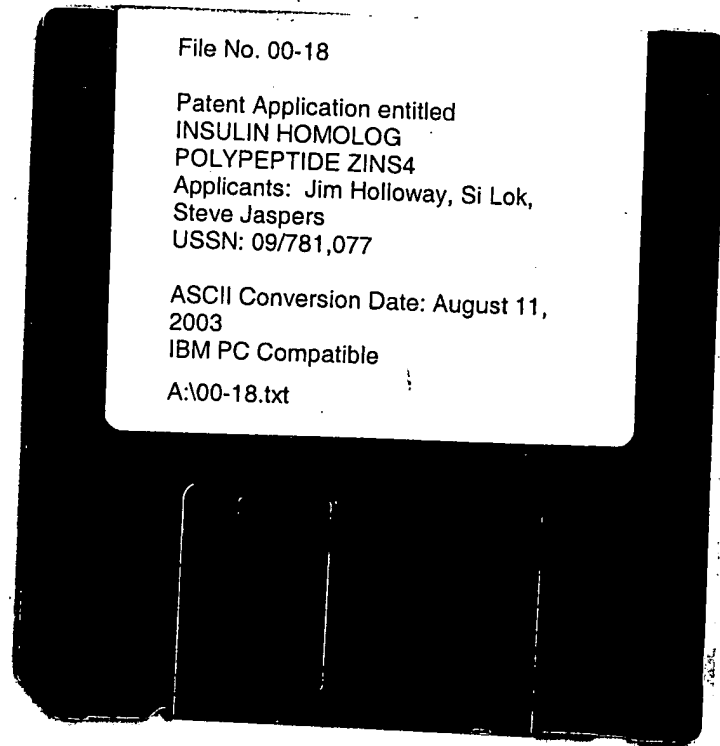 File No. 00-18
Patent Application entitled
INSULIN HOMOLOG
POLYPEPTIDE ZINS4
Applicants: Jim Holloway, Si Lok,
Steve Jaspers
USSN: 09/781,077
ASCII Conversion Date: August 11,
2003
IBM PC Compatible
A:\00-18.txt